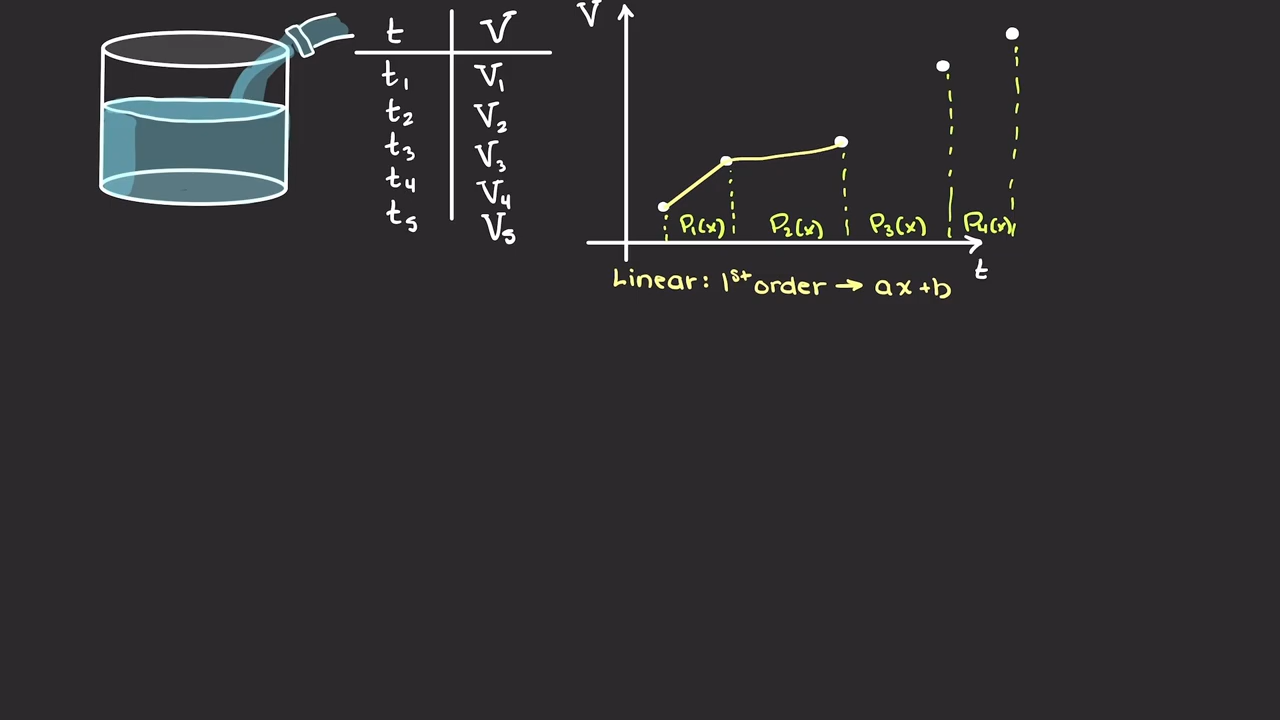 t V
t₁ V₁
t₂ V₂
t₃ V₃
t₄ V₄
t₅ V₅
V
P₁(x) P₂(x) P₃(x) P₄(x)
t
Linear: 1ˢᵗ order → ax+b